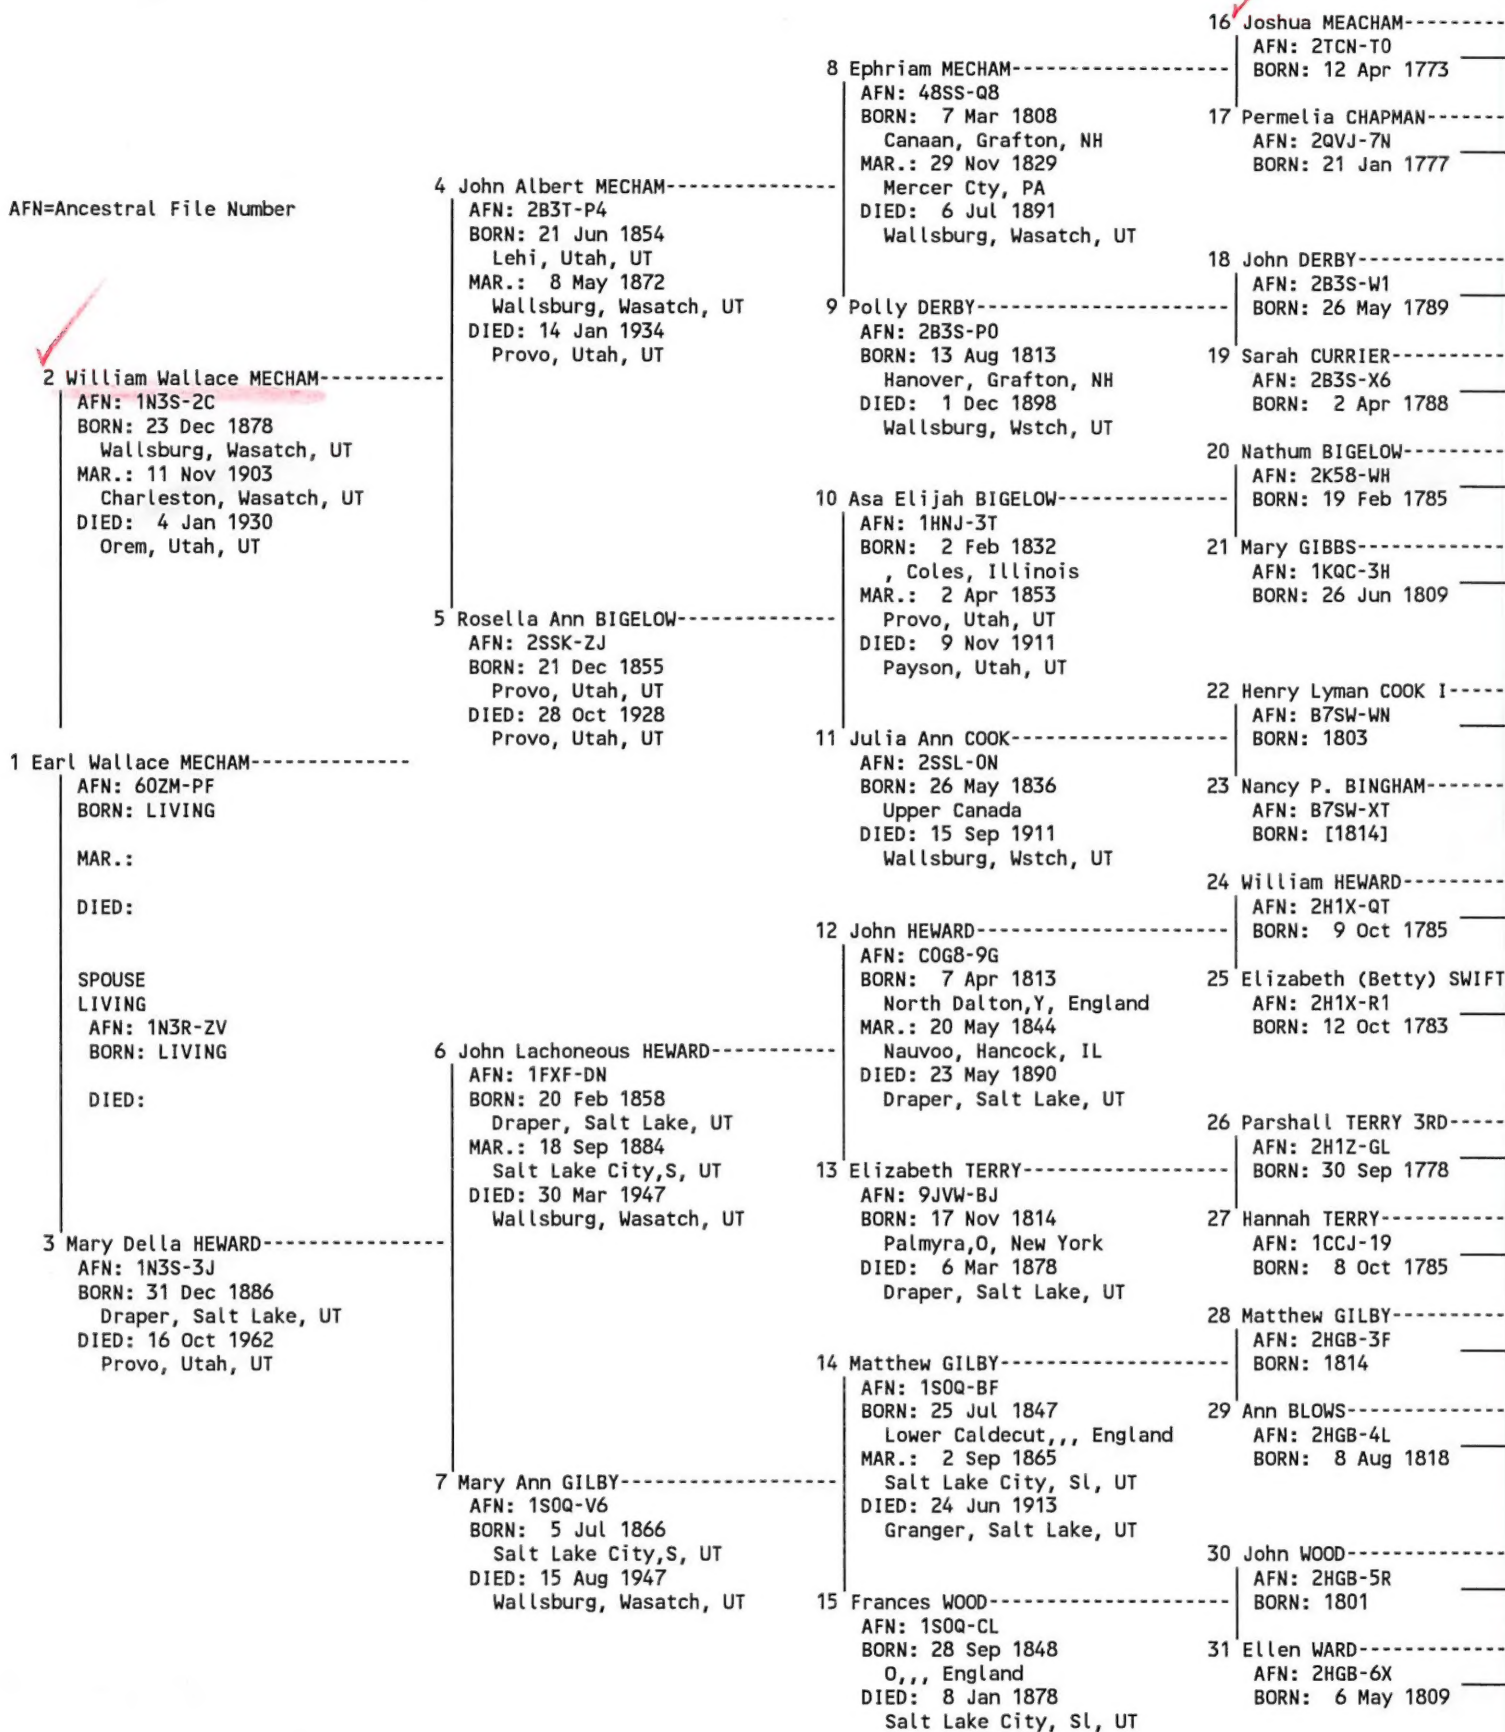 AFN=Ancestral File Number
1 Earl Wallace MECHAM--------------
AFN: 60ZM-PF
BORN: LIVING
MAR.:
DIED:
SPOUSE
LIVING
AFN: 1N3R-ZV
BORN: LIVING
DIED:
2 William Wallace MECHAM-----------
AFN: 1N3S-2C
BORN: 23 Dec 1878
Wallsburg, Wasatch, UT
MAR.: 11 Nov 1903
Charleston, Wasatch, UT
DIED:  4 Jan 1930
Orem, Utah, UT
3 Mary Della HEWARD----------------
AFN: 1N3S-3J
BORN: 31 Dec 1886
Draper, Salt Lake, UT
DIED: 16 Oct 1962
Provo, Utah, UT
4 John Albert MECHAM---------------
AFN: 2B3T-P4
BORN: 21 Jun 1854
Lehi, Utah, UT
MAR.:  8 May 1872
Wallsburg, Wasatch, UT
DIED: 14 Jan 1934
Provo, Utah, UT
5 Rosella Ann BIGELOW--------------
AFN: 2SSK-ZJ
BORN: 21 Dec 1855
Provo, Utah, UT
DIED: 28 Oct 1928
Provo, Utah, UT
6 John Lachoneous HEWARD-----------
AFN: 1FXF-DN
BORN: 20 Feb 1858
Draper, Salt Lake, UT
MAR.: 18 Sep 1884
Salt Lake City,S, UT
DIED: 30 Mar 1947
Wallsburg, Wasatch, UT
7 Mary Ann GILBY-------------------
AFN: 1S0Q-V6
BORN:  5 Jul 1866
Salt Lake City,S, UT
DIED: 15 Aug 1947
Wallsburg, Wasatch, UT
8 Ephriam MECHAM-------------------
AFN: 48SS-Q8
BORN:  7 Mar 1808
Canaan, Grafton, NH
MAR.: 29 Nov 1829
Mercer Cty, PA
DIED:  6 Jul 1891
Wallsburg, Wasatch, UT
9 Polly DERBY----------------------
AFN: 2B3S-P0
BORN: 13 Aug 1813
Hanover, Grafton, NH
DIED:  1 Dec 1898
Wallsburg, Wstch, UT
10 Asa Elijah BIGELOW---------------
AFN: 1HNJ-3T
BORN:  2 Feb 1832
, Coles, Illinois
MAR.:  2 Apr 1853
Provo, Utah, UT
DIED:  9 Nov 1911
Payson, Utah, UT
11 Julia Ann COOK-------------------
AFN: 2SSL-0N
BORN: 26 May 1836
Upper Canada
DIED: 15 Sep 1911
Wallsburg, Wstch, UT
12 John HEWARD----------------------
AFN: C0G8-9G
BORN:  7 Apr 1813
North Dalton,Y, England
MAR.: 20 May 1844
Nauvoo, Hancock, IL
DIED: 23 May 1890
Draper, Salt Lake, UT
13 Elizabeth TERRY------------------
AFN: 9JVW-BJ
BORN: 17 Nov 1814
Palmyra,O, New York
DIED:  6 Mar 1878
Draper, Salt Lake, UT
14 Matthew GILBY--------------------
AFN: 1S0Q-BF
BORN: 25 Jul 1847
Lower Caldecut,,, England
MAR.:  2 Sep 1865
Salt Lake City, Sl, UT
DIED: 24 Jun 1913
Granger, Salt Lake, UT
15 Frances WOOD---------------------
AFN: 1S0Q-CL
BORN: 28 Sep 1848
O,,, England
DIED:  8 Jan 1878
Salt Lake City, Sl, UT
16 Joshua MEACHAM---------
AFN: 2TCN-T0
BORN: 12 Apr 1773
17 Permelia CHAPMAN-------
AFN: 2QVJ-7N
BORN: 21 Jan 1777
18 John DERBY-------------
AFN: 2B3S-W1
BORN: 26 May 1789
19 Sarah CURRIER----------
AFN: 2B3S-X6
BORN:  2 Apr 1788
20 Nathum BIGELOW---------
AFN: 2K58-WH
BORN: 19 Feb 1785
21 Mary GIBBS-------------
AFN: 1KQC-3H
BORN: 26 Jun 1809
22 Henry Lyman COOK I-----
AFN: B7SW-WN
BORN: 1803
23 Nancy P. BINGHAM-------
AFN: B7SW-XT
BORN: [1814]
24 William HEWARD---------
AFN: 2H1X-QT
BORN:  9 Oct 1785
25 Elizabeth (Betty) SWIFT
AFN: 2H1X-R1
BORN: 12 Oct 1783
26 Parshall TERRY 3RD-----
AFN: 2H1Z-GL
BORN: 30 Sep 1778
27 Hannah TERRY-----------
AFN: 1CCJ-19
BORN:  8 Oct 1785
28 Matthew GILBY----------
AFN: 2HGB-3F
BORN: 1814
29 Ann BLOWS--------------
AFN: 2HGB-4L
BORN:  8 Aug 1818
30 John WOOD--------------
AFN: 2HGB-5R
BORN: 1801
31 Ellen WARD-------------
AFN: 2HGB-6X
BORN:  6 May 1809